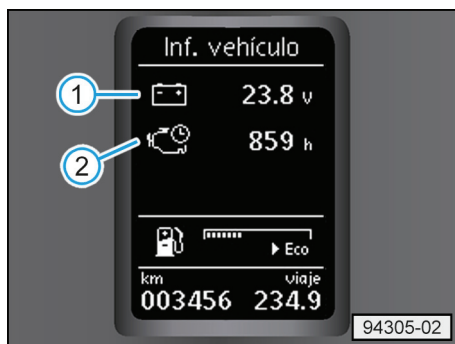 Inf. vehículo
1
23.8 v
2
859 h
Eco
km viaje
003456 234.9
94305-02